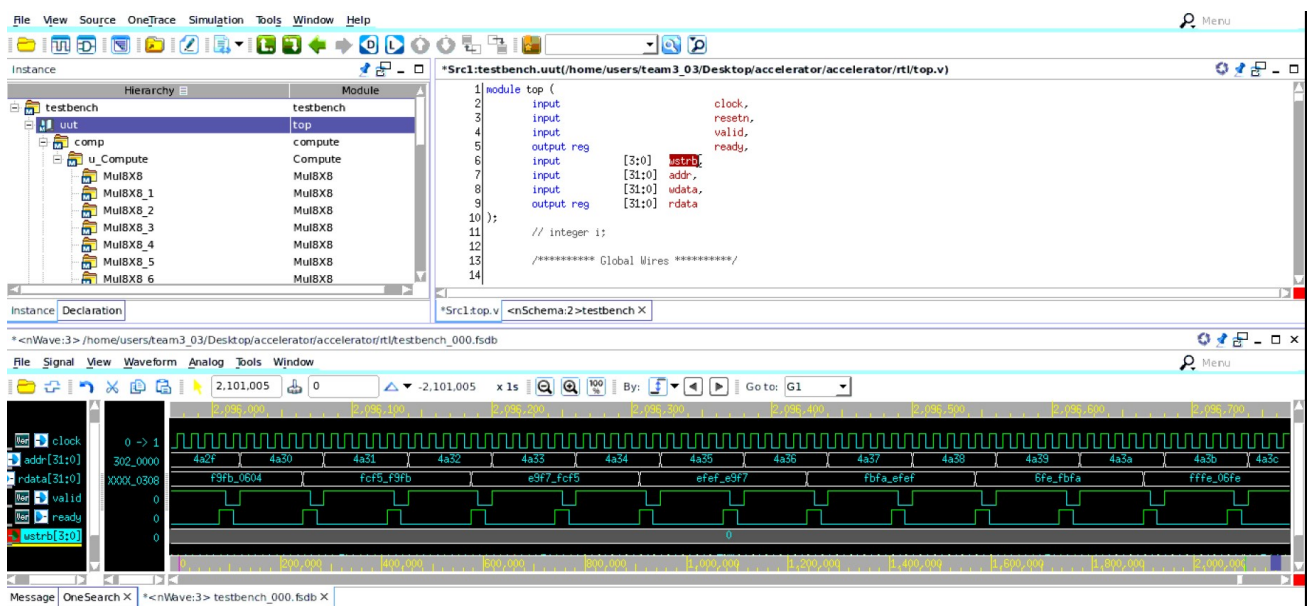 File View Source OneTrace Simulation Tools Window Help Menu
Instance *Src1:testbench.uut(/home/users/team3_03/Desktop/accelerator/accelerator/rtl/top.v)
Hierarchy Module
testbench testbench
uut top
comp compute
u_Compute Compute
Mul8X8 Mul8X8
Mul8X8_1 Mul8X8
Mul8X8_2 Mul8X8
Mul8X8_3 Mul8X8
Mul8X8_4 Mul8X8
Mul8X8_5 Mul8X8
Mul8X8_6 Mul8X8
1 module top (
2 input clock,
3 input resetn,
4 input valid,
5 output reg ready,
6 input [3:0] wstrb,
7 input [31:0] addr,
8 input [31:0] wdata,
9 output reg [31:0] rdata
10 );
11 // integer i;
12
13 /********** Global Wires **********/
14
Instance Declaration *Src1:top.v <nSchema:2>testbench X
*<nWave:3> /home/users/team3_03/Desktop/accelerator/accelerator/rtl/testbench_000.fsdb
File Signal View Waveform Analog Tools Window Menu
2,101,005 0 -2,101,005 x 1s 100 % By: Go to: G1
2,096,000 2,096,100 2,096,200 2,096,300 2,096,400 2,096,500 2,096,600 2,096,700
clock 0 -> 1
addr[31:0] 302_0000 4a2f 4a30 4a31 4a32 4a33 4a34 4a35 4a36 4a37 4a38 4a39 4a3a 4a3b 4a3c
rdata[31:0] XXXX_0308 f9fb_0604 fcf5_f9fb e9f7_fcf5 efef_e9f7 fbfa_efef 6fe_fbfa fffe_06fe
valid 0
ready 0
wstrb[3:0] 0 0
0 200,000 400,000 600,000 800,000 1,000,000 1,200,000 1,400,000 1,600,000 1,800,000 2,000,000
Message OneSearch X *<nWave:3> testbench_000.fsdb X